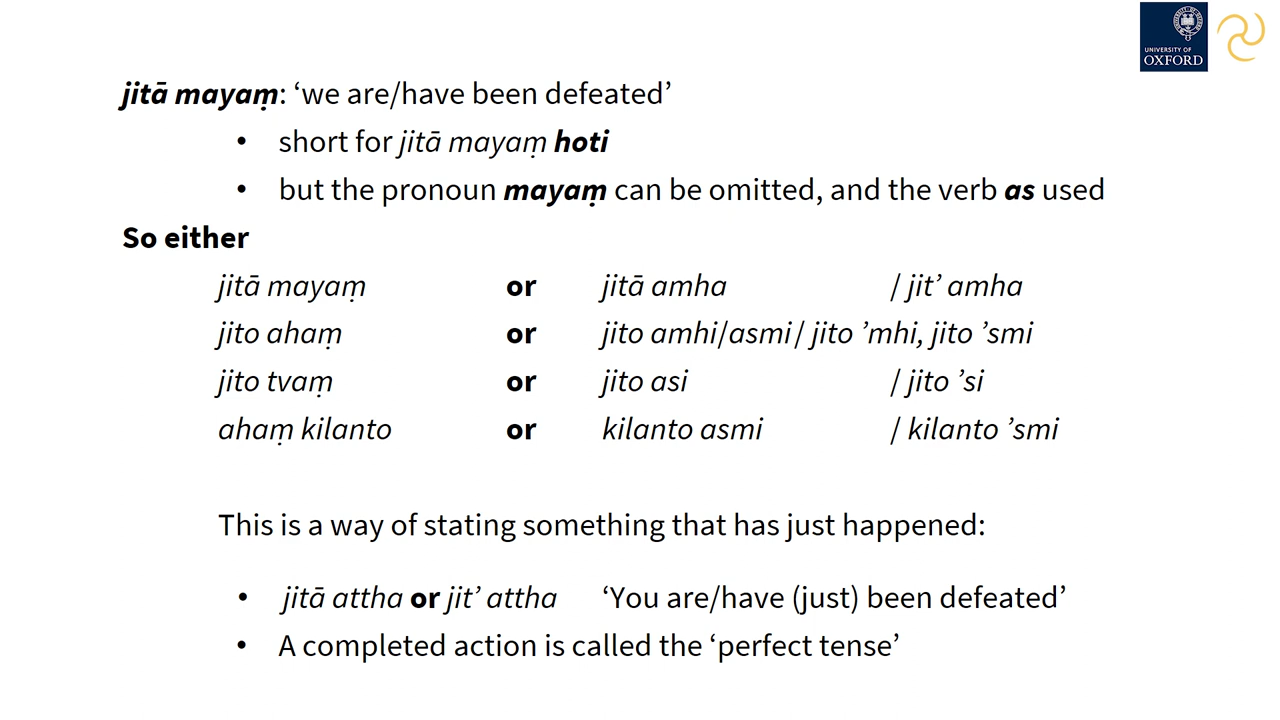 UNIVERSITY OF
OXFORD
jitā mayaṃ: ‘we are/have been defeated’
• short for jitā mayaṃ hoti
• but the pronoun mayaṃ can be omitted, and the verb as used
So either
jitā mayaṃ or jitā amha / jit’ amha
jito ahaṃ or jito amhi/asmi/ jito ’mhi, jito ’smi
jito tvaṃ or jito asi / jito ’si
ahaṃ kilanto or kilanto asmi / kilanto ’smi
This is a way of stating something that has just happened:
• jitā attha or jit’ attha ‘You are/have (just) been defeated’
• A completed action is called the ‘perfect tense’